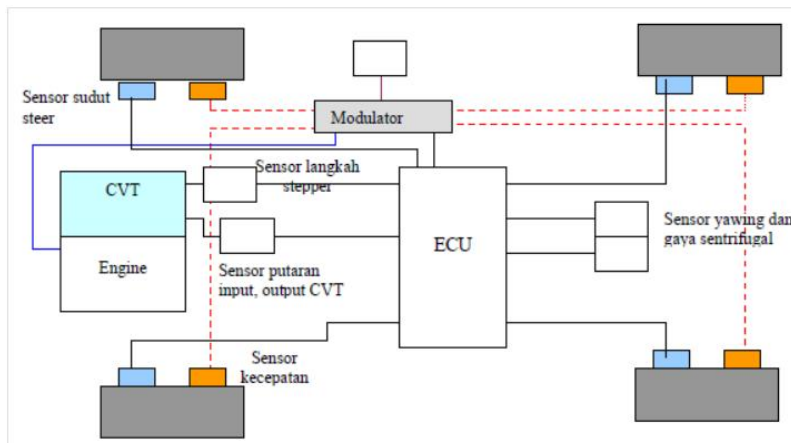 Sensor sudut
steer
Modulator
Sensor langkah
stepper
CVT
Engine
Sensor putaran
input, output CVT
ECU
Sensor yawing dan
gaya sentrifugal
Sensor
kecepatan